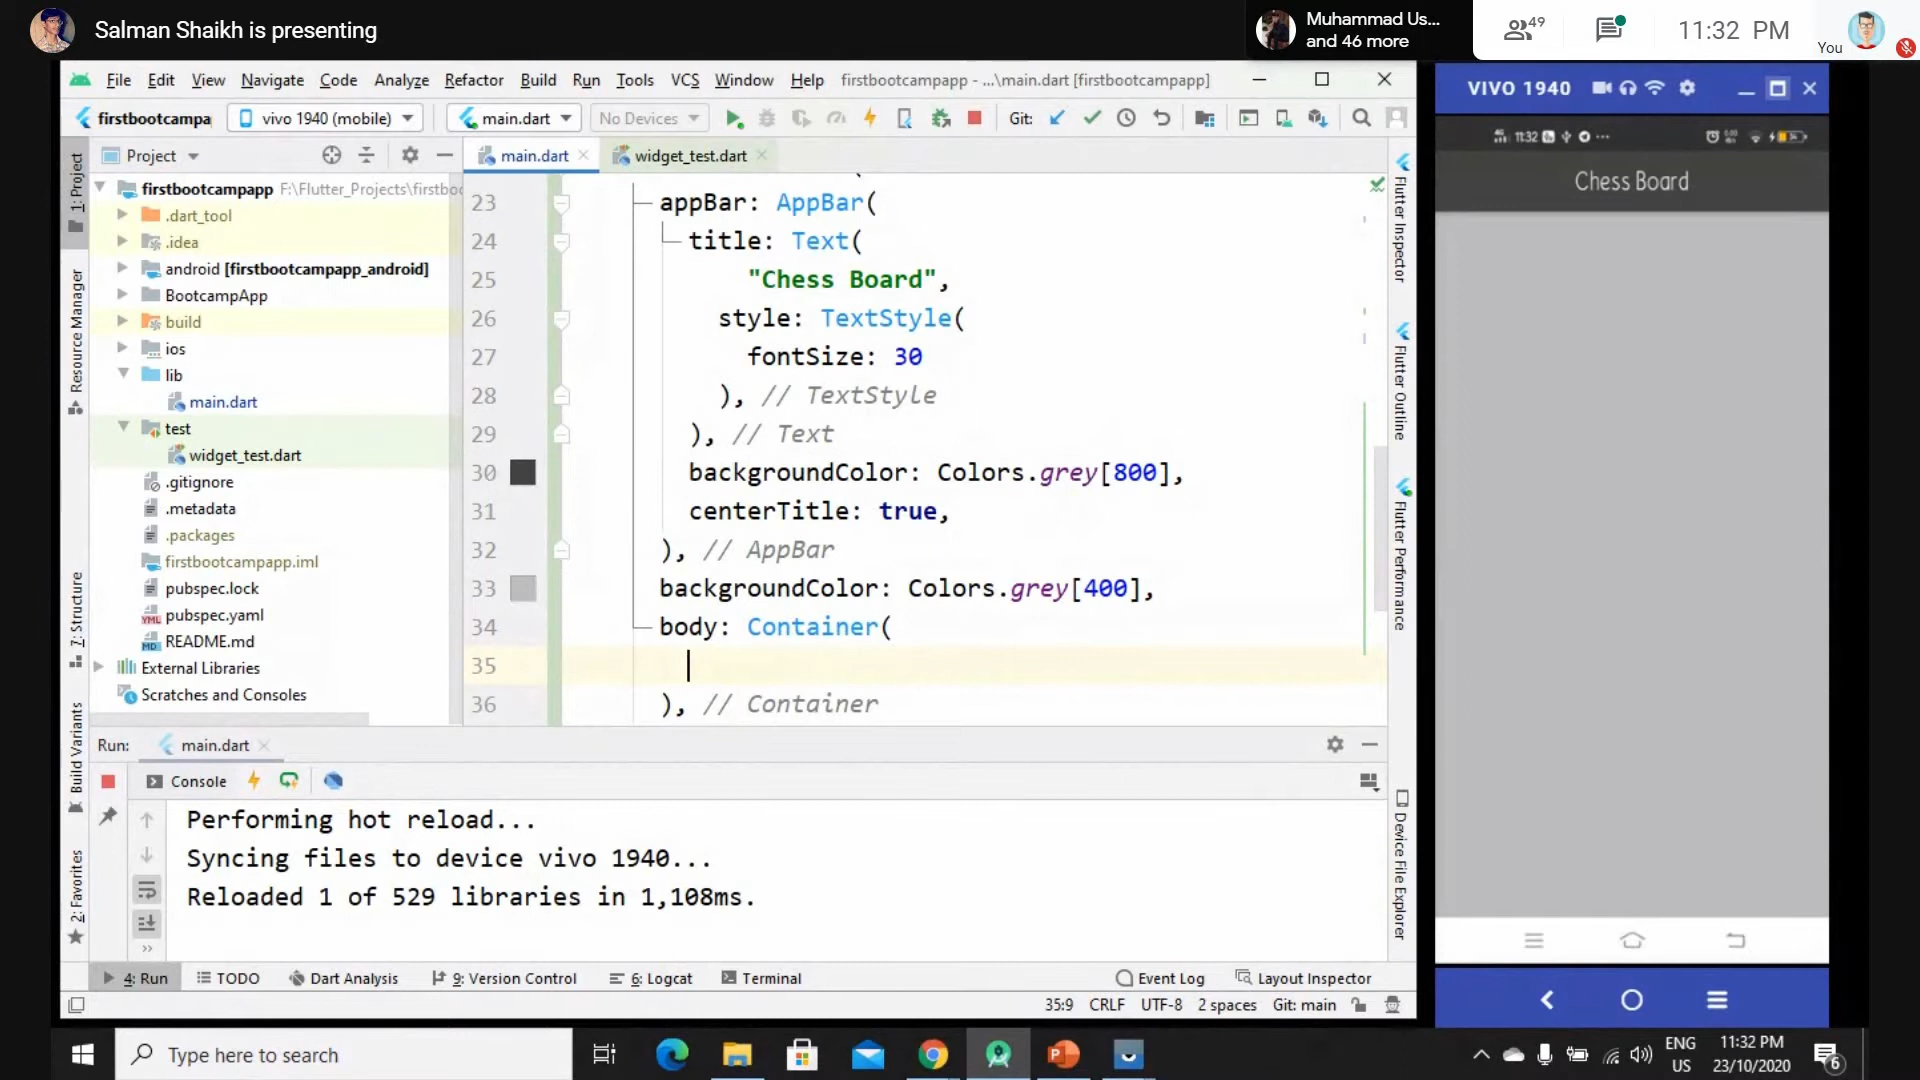 Salman Shaikh is presenting
Muhammad Us...
and 46 more
49
11:32 PM
You
File Edit View Navigate Code Analyze Refactor Build Run Tools VCS Window Help firstbootcampapp - ...\main.dart [firstbootcampapp]
firstbootcampa
vivo 1940 (mobile)
main.dart
No Devices
Git:
Project
main.dart
widget_test.dart
1: Project
Resource Manager
7: Structure
Build Variants
2: Favorites
firstbootcampapp F:\Flutter_Projects\firstboo
.dart_tool
.idea
android [firstbootcampapp_android]
BootcampApp
build
ios
lib
main.dart
test
widget_test.dart
.gitignore
.metadata
.packages
firstbootcampapp.iml
pubspec.lock
pubspec.yaml
README.md
External Libraries
Scratches and Consoles
23 appBar: AppBar(
24 title: Text(
25 "Chess Board",
26 style: TextStyle(
27 fontSize: 30
28 ), // TextStyle
29 ), // Text
30 backgroundColor: Colors.grey[800],
31 centerTitle: true,
32 ), // AppBar
33 backgroundColor: Colors.grey[400],
34 body: Container(
35
36 ), // Container
Flutter Inspector
Flutter Outline
Flutter Performance
Device File Explorer
Run: main.dart
Console
Performing hot reload...
Syncing files to device vivo 1940...
Reloaded 1 of 529 libraries in 1,108ms.
4: Run TODO Dart Analysis 9: Version Control 6: Logcat Terminal Event Log Layout Inspector
35:9 CRLF UTF-8 2 spaces Git: main
VIVO 1940
11:32
Chess Board
Type here to search
ENG
US
11:32 PM
23/10/2020
6